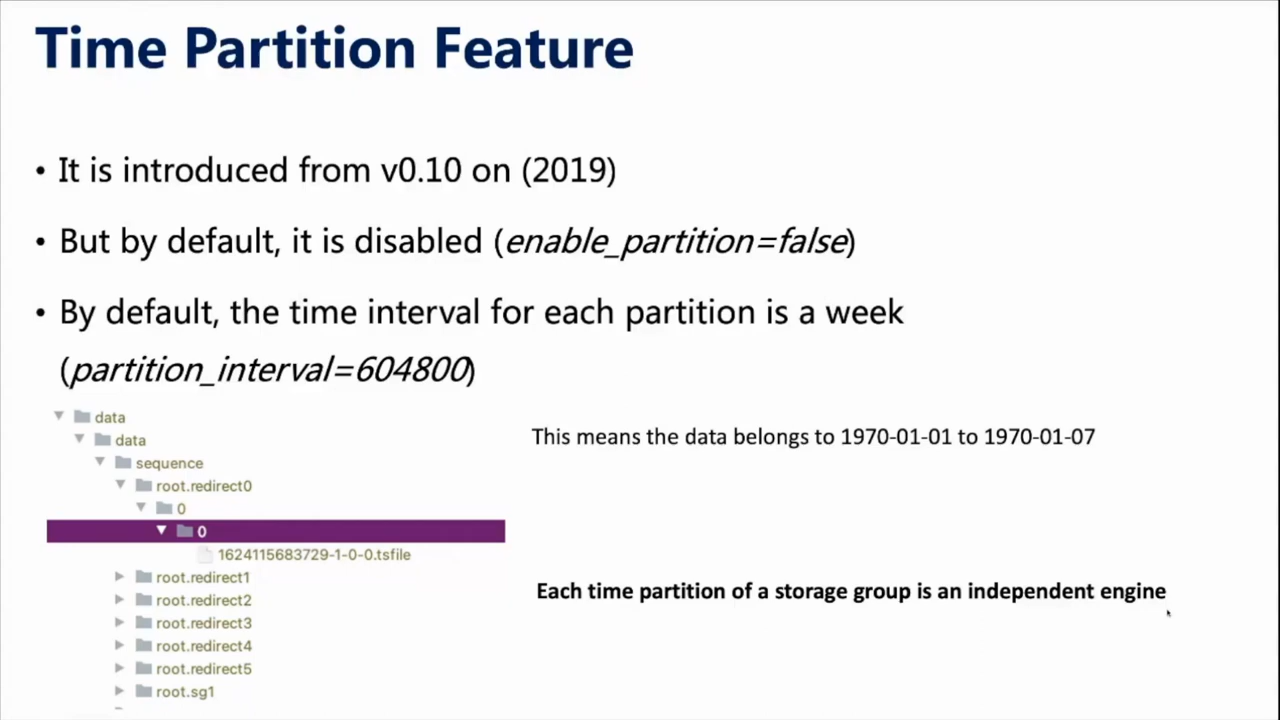 Time Partition Feature
• It is introduced from v0.10 on (2019)
• But by default, it is disabled (enable_partition=false)
• By default, the time interval for each partition is a week
(partition_interval=604800)
data
data
sequence
root.redirect0
0
0
1624115683729-1-0-0.tsfile
root.redirect1
root.redirect2
root.redirect3
root.redirect4
root.redirect5
root.sg1
This means the data belongs to 1970-01-01 to 1970-01-07
Each time partition of a storage group is an independent engine